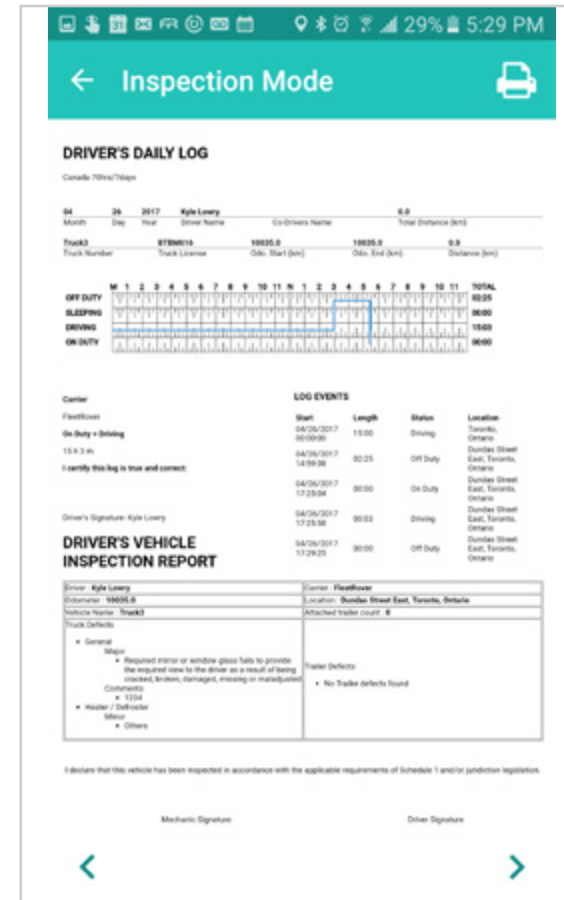 29% 5:29 PM
Inspection Mode
DRIVER'S DAILY LOG
Canada 70hrs/7days
04 26 2017 Kyle Lowry 0.0
Month Day Year Driver Name Co-Drivers Name Total Distance (km)
Truck3 BTBM616 10035.0 10035.0 0.0
Truck Number Truck License Odo. Start (km) Odo. End (km) Distance (km)
M 1 2 3 4 5 6 7 8 9 10 11 N 1 2 3 4 5 6 7 8 9 10 11 TOTAL
OFF DUTY 02:25
SLEEPING 00:00
DRIVING 15:03
ON DUTY 00:00
Carrier
FleetRover
On Duty + Driving
15 h 3 m
I certify this log is true and correct:
Driver's Signature: Kyle Lowry
LOG EVENTS
Start Length Status Location
04/26/2017 00:00:00 15:00 Driving Toronto, Ontario
04/26/2017 14:59:38 02:25 Off Duty Dundas Street East, Toronto, Ontario
04/26/2017 17:25:04 00:00 On Duty Dundas Street East, Toronto, Ontario
04/26/2017 17:25:58 00:03 Driving Dundas Street East, Toronto, Ontario
04/26/2017 17:29:25 00:00 Off Duty Dundas Street East, Toronto, Ontario
DRIVER'S VEHICLE
INSPECTION REPORT
Driver : Kyle Lowry Carrier : FleetRover
Odometer : 10035.0 Location : Dundas Street East, Toronto, Ontario
Vehicle Name : Truck3 Attached trailer count : 0
Truck Defects
General
Major
Required mirror or window glass fails to provide
the required view to the driver as a result of being
cracked, broken, damaged, missing or maladjusted
Comments
1234
Heater / Defroster
Minor
Others
Trailer Defects
No Trailer defects found
I declare that this vehicle has been inspected in accordance with the applicable requirements of Schedule 1 and/or juridiction legislation.
Mechanic Signature Driver Signature